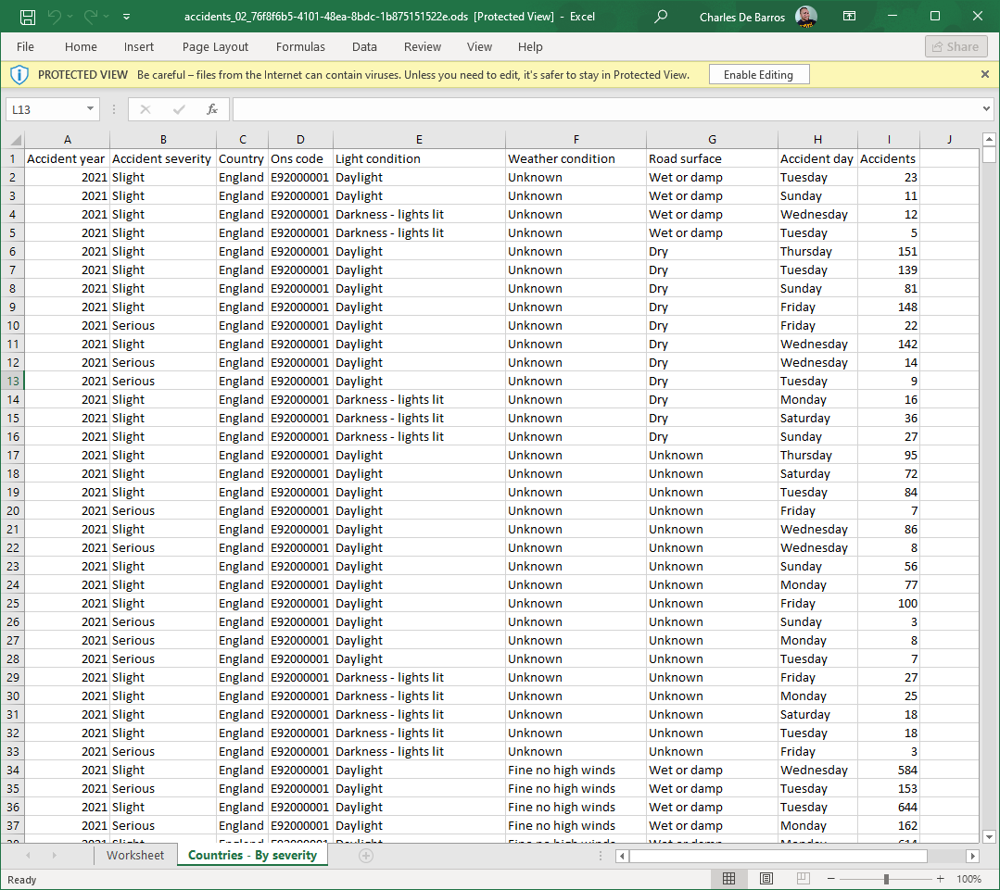 accidents_02_76f8f6b5-4101-48ea-8bdc-1b875151522e.ods [Protected View] - Excel Charles De Barros
File Home Insert Page Layout Formulas Data Review View Help Share
PROTECTED VIEW Be careful – files from the Internet can contain viruses. Unless you need to edit, it's safer to stay in Protected View. Enable Editing
L13 fx
A B C D E F G H I J
1 Accident year Accident severity Country Ons code Light condition Weather condition Road surface Accident day Accidents
2 2021 Slight England E92000001 Daylight Unknown Wet or damp Tuesday 23
3 2021 Slight England E92000001 Daylight Unknown Wet or damp Sunday 11
4 2021 Slight England E92000001 Darkness - lights lit Unknown Wet or damp Wednesday 12
5 2021 Slight England E92000001 Darkness - lights lit Unknown Wet or damp Tuesday 5
6 2021 Slight England E92000001 Daylight Unknown Dry Thursday 151
7 2021 Slight England E92000001 Daylight Unknown Dry Tuesday 139
8 2021 Slight England E92000001 Daylight Unknown Dry Sunday 81
9 2021 Slight England E92000001 Daylight Unknown Dry Friday 148
10 2021 Serious England E92000001 Daylight Unknown Dry Friday 22
11 2021 Slight England E92000001 Daylight Unknown Dry Wednesday 142
12 2021 Serious England E92000001 Daylight Unknown Dry Wednesday 14
13 2021 Serious England E92000001 Daylight Unknown Dry Tuesday 9
14 2021 Slight England E92000001 Darkness - lights lit Unknown Dry Monday 16
15 2021 Slight England E92000001 Darkness - lights lit Unknown Dry Saturday 36
16 2021 Slight England E92000001 Darkness - lights lit Unknown Dry Sunday 27
17 2021 Slight England E92000001 Daylight Unknown Unknown Thursday 95
18 2021 Slight England E92000001 Daylight Unknown Unknown Saturday 72
19 2021 Slight England E92000001 Daylight Unknown Unknown Tuesday 84
20 2021 Serious England E92000001 Daylight Unknown Unknown Friday 7
21 2021 Slight England E92000001 Daylight Unknown Unknown Wednesday 86
22 2021 Serious England E92000001 Daylight Unknown Unknown Wednesday 8
23 2021 Slight England E92000001 Daylight Unknown Unknown Sunday 56
24 2021 Slight England E92000001 Daylight Unknown Unknown Monday 77
25 2021 Slight England E92000001 Daylight Unknown Unknown Friday 100
26 2021 Serious England E92000001 Daylight Unknown Unknown Sunday 3
27 2021 Serious England E92000001 Daylight Unknown Unknown Monday 8
28 2021 Serious England E92000001 Daylight Unknown Unknown Tuesday 7
29 2021 Slight England E92000001 Darkness - lights lit Unknown Unknown Friday 27
30 2021 Slight England E92000001 Darkness - lights lit Unknown Unknown Monday 25
31 2021 Slight England E92000001 Darkness - lights lit Unknown Unknown Saturday 18
32 2021 Slight England E92000001 Darkness - lights lit Unknown Unknown Tuesday 18
33 2021 Serious England E92000001 Darkness - lights lit Unknown Unknown Friday 3
34 2021 Slight England E92000001 Daylight Fine no high winds Wet or damp Wednesday 584
35 2021 Serious England E92000001 Daylight Fine no high winds Wet or damp Tuesday 153
36 2021 Slight England E92000001 Daylight Fine no high winds Wet or damp Tuesday 644
37 2021 Serious England E92000001 Daylight Fine no high winds Wet or damp Monday 162
Worksheet Countries - By severity
Ready 100%